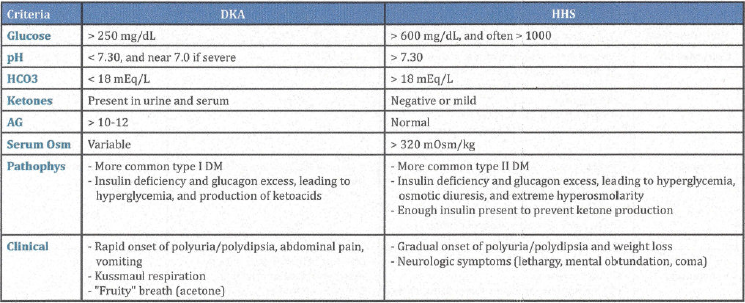 Criteria DKA HHS
Glucose > 250 mg/dL > 600 mg/dL, and often > 1000
pH < 7.30, and near 7.0 if severe > 7.30
HCO3 < 18 mEq/L > 18 mEq/L
Ketones Present in urine and serum Negative or mild
AG > 10-12 Normal
Serum Osm Variable > 320 mOsm/kg
Pathophys - More common type I DM - More common type II DM
- Insulin deficiency and glucagon excess, leading to - Insulin deficiency and glucagon excess, leading to hyperglycemia,
hyperglycemia, and production of ketoacids osmotic diuresis, and extreme hyperosmolarity
- Enough insulin present to prevent ketone production
Clinical - Rapid onset of polyuria/polydipsia, abdominal pain, - Gradual onset of polyuria/polydipsia and weight loss
vomiting - Neurologic symptoms (lethargy, mental obtundation, coma)
- Kussmaul respiration
- "Fruity" breath (acetone)